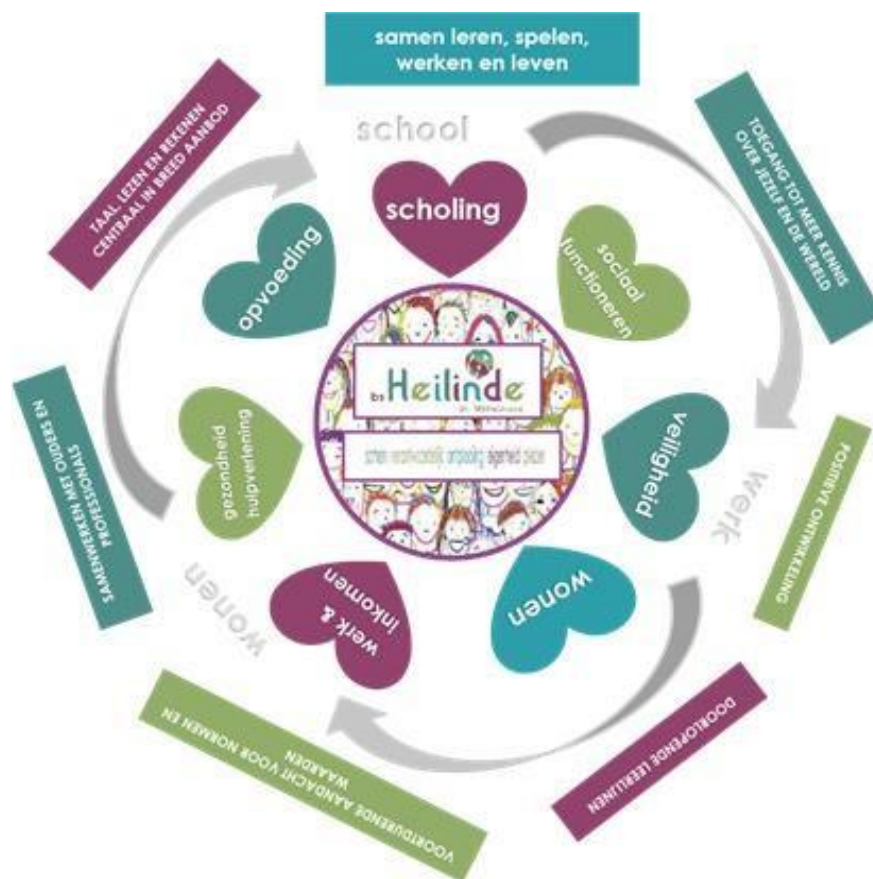 samen leren, spelen,
werken en leven
TOEGANG TOT MEER KENNIS
OVER JEZELF EN DE WERELD
POSITIEVE ONTWIKKELING
DOORLOPENDE LEERLIJNEN
VOORTDURENDE AANDACHT VOOR NORMEN EN
WAARDEN
SAMENWERKEN MET OUDERS EN
PROFESSIONALS
TAAL, LEZEN EN REKENEN
CENTRAAL IN BREED AANBOD
school
werk
wonen
scholing
sociaal
functioneren
veiligheid
wonen
werk &
inkomen
gezondheid
hulpverlening
opvoeding
bs Heilinde